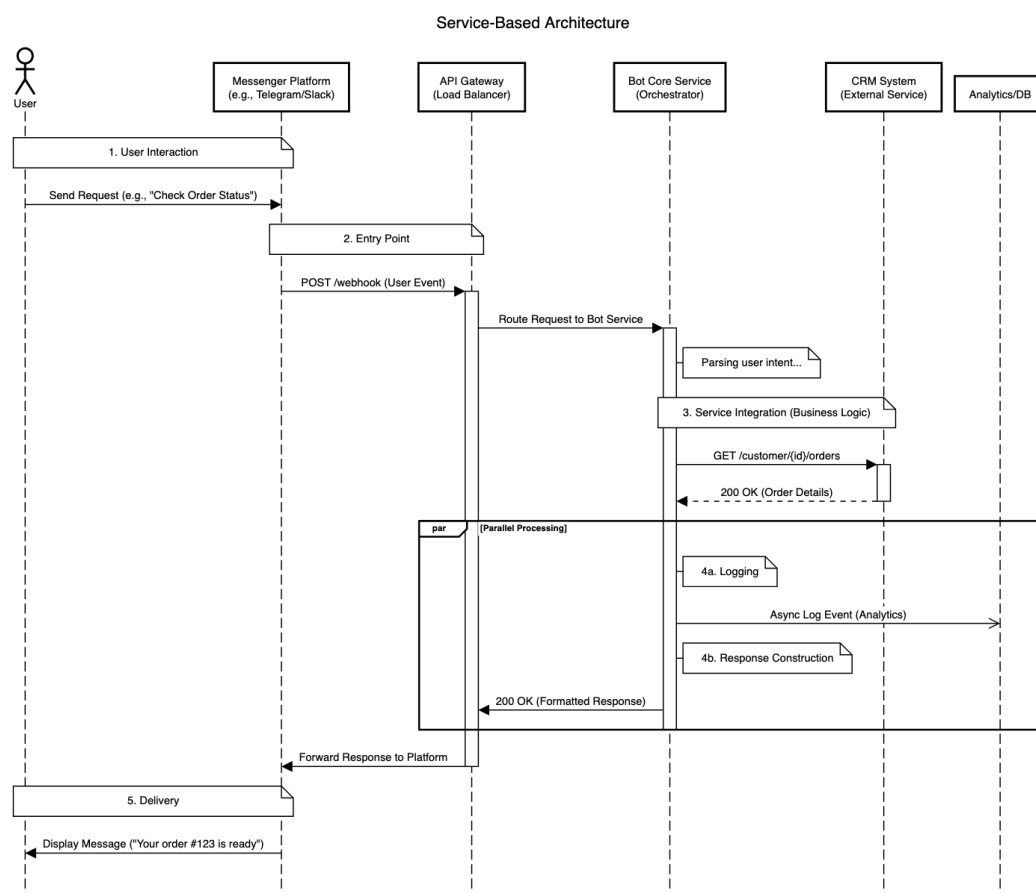 Service-Based Architecture
User
Messenger Platform
(e.g., Telegram/Slack)
API Gateway
(Load Balancer)
Bot Core Service
(Orchestrator)
CRM System
(External Service)
Analytics/DB
1. User Interaction
Send Request (e.g., "Check Order Status")
2. Entry Point
POST /webhook (User Event)
Route Request to Bot Service
Parsing user intent...
3. Service Integration (Business Logic)
GET /customer/{id}/orders
200 OK (Order Details)
par
[Parallel Processing]
4a. Logging
Async Log Event (Analytics)
4b. Response Construction
200 OK (Formatted Response)
Forward Response to Platform
5. Delivery
Display Message ("Your order #123 is ready")